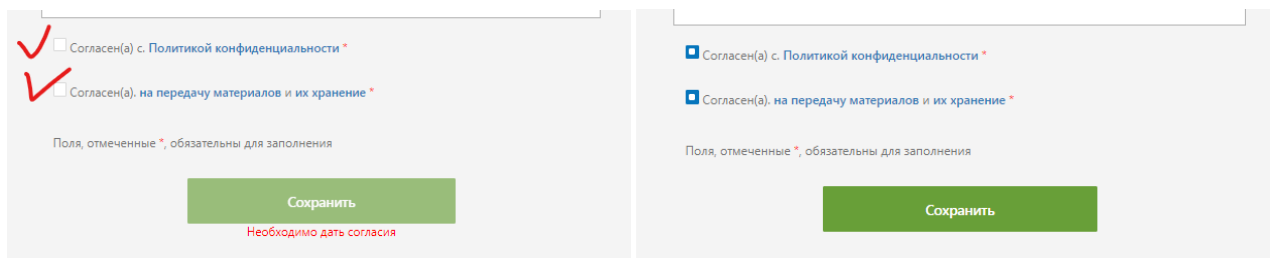 Согласен(а) с. Политикой конфиденциальности *
Согласен(а). на передачу материалов и их хранение *
Поля, отмеченные *, обязательны для заполнения
Сохранить
Необходимо дать согласия
Согласен(а) с. Политикой конфиденциальности *
Согласен(а). на передачу материалов и их хранение *
Поля, отмеченные *, обязательны для заполнения
Сохранить